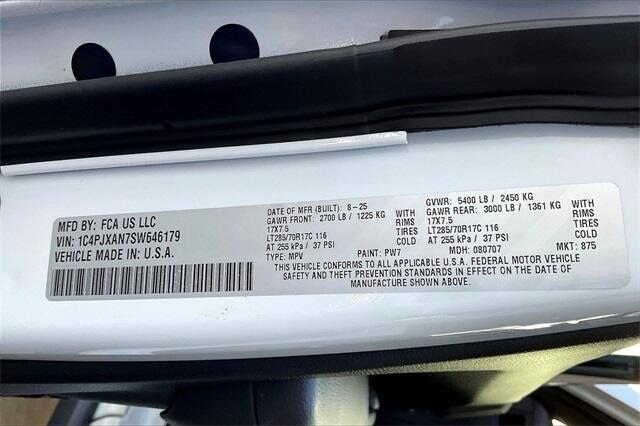 MFD BY: FCA US LLC
VIN: 1C4PJXAN7SW646179
VEHICLE MADE IN: U.S.A.
DATE OF MFR (BUILT): 8-25
GAWR FRONT: 2700 LB / 1225 KG WITH
17X7.5 RIMS
LT285/70R17C 116 TIRES
AT 255 kPa / 37 PSI COLD
TYPE: MPV PAINT: PW7
GVWR: 5400 LB / 2450 KG
GAWR REAR: 3000 LB / 1361 KG WITH
17X7.5 RIMS
LT285/70R17C 116 TIRES
AT 255 kPa / 37 PSI COLD
MDH: 080707 MKT: 875
THIS VEHICLE CONFORMS TO ALL APPLICABLE U.S.A. FEDERAL MOTOR VEHICLE
SAFETY AND THEFT PREVENTION STANDARDS IN EFFECT ON THE DATE OF
MANUFACTURE SHOWN ABOVE.